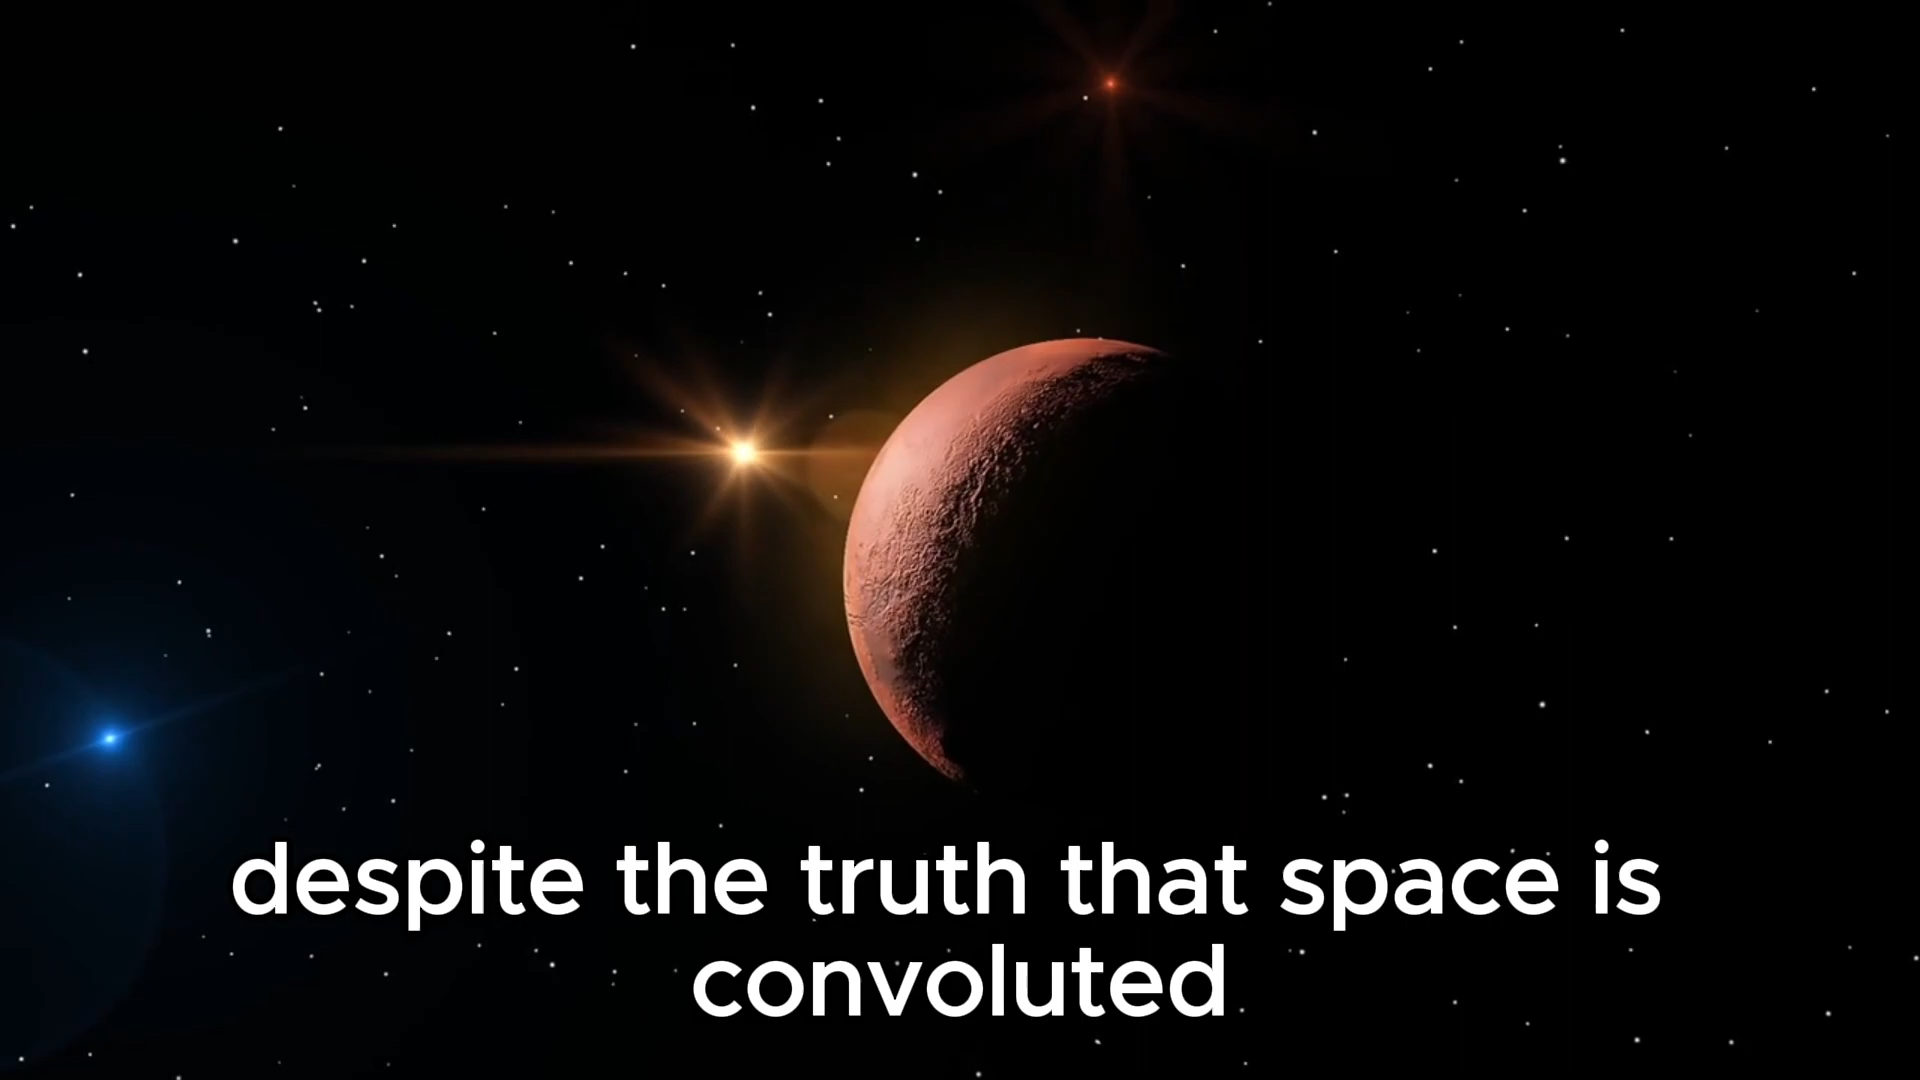 despite the truth that space is
convoluted